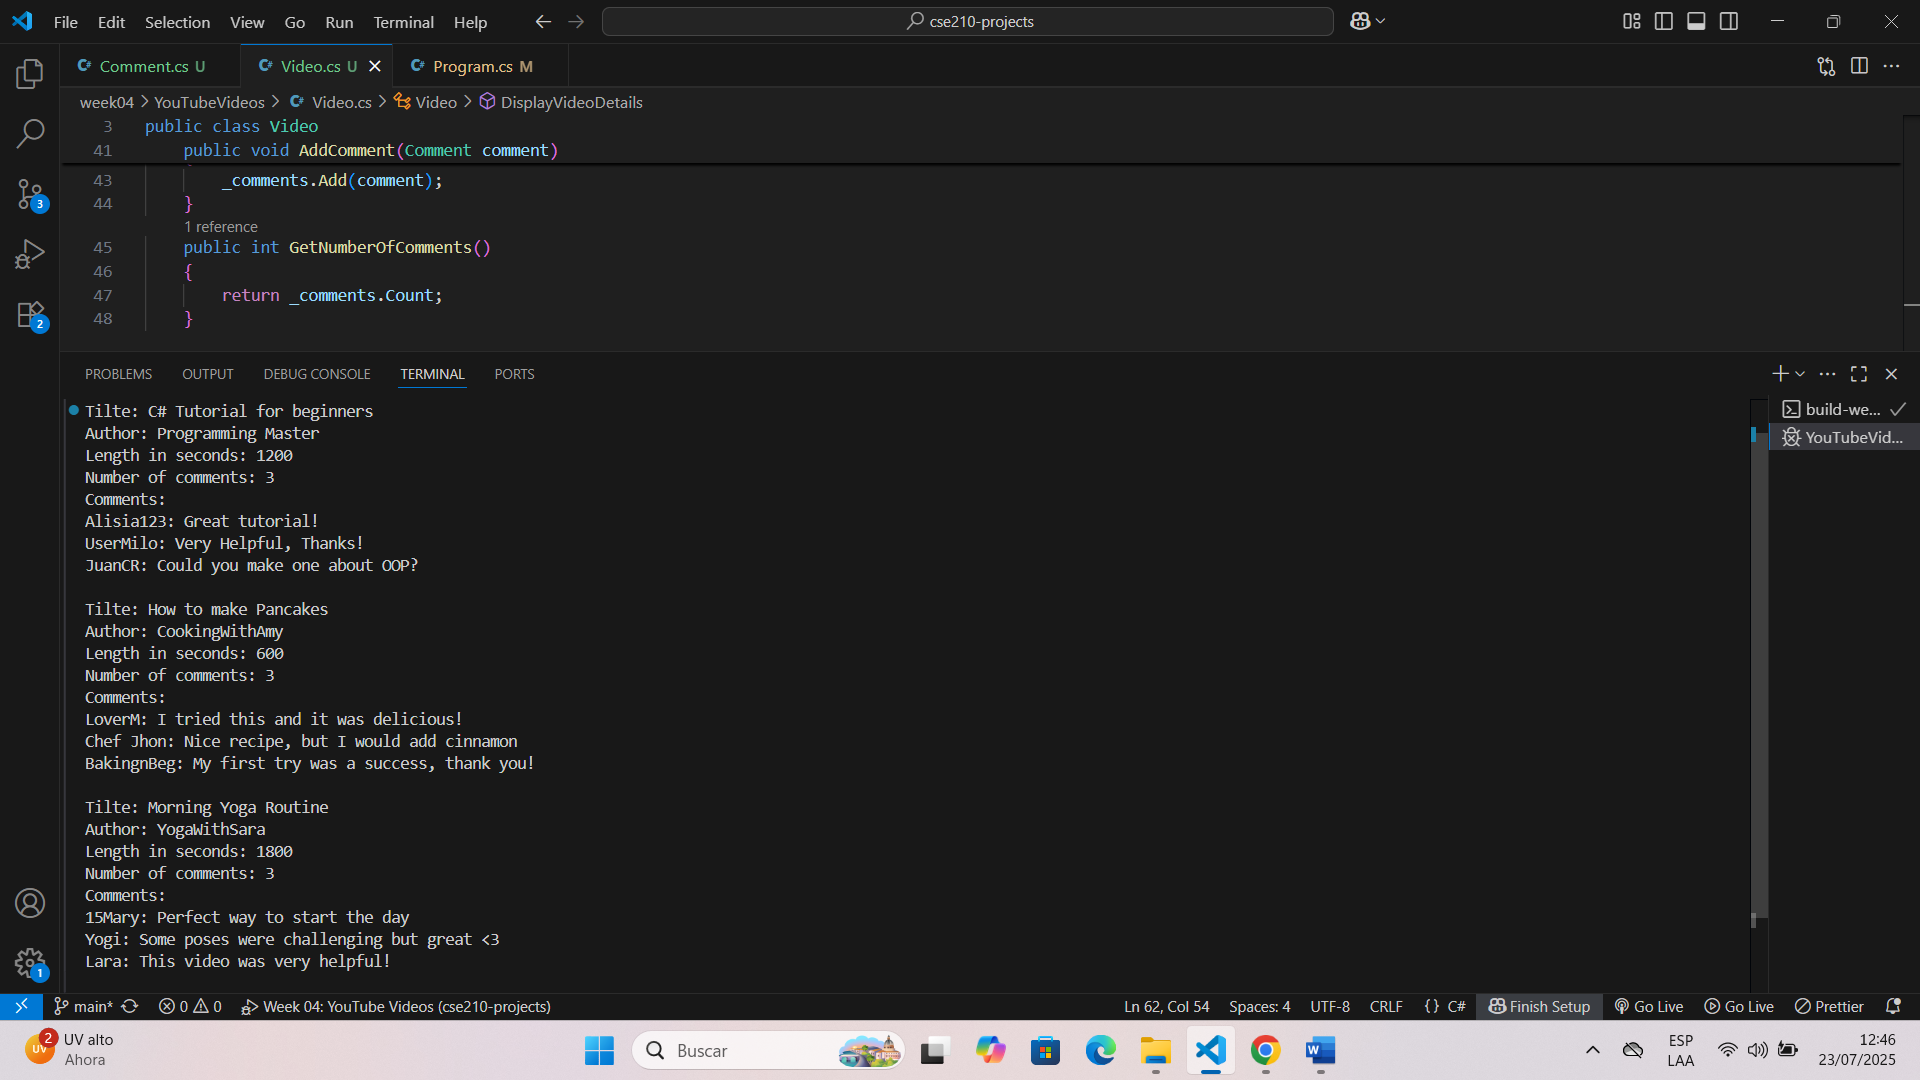 File Edit Selection View Go Run Terminal Help
cse210-projects
Comment.cs U
Video.cs U
Program.cs M
week04 > YouTubeVideos > Video.cs > Video > DisplayVideoDetails
3 public class Video
41 public void AddComment(Comment comment)
43 _comments.Add(comment);
44 }
1 reference
45 public int GetNumberOfComments()
46 {
47 return _comments.Count;
48 }
PROBLEMS OUTPUT DEBUG CONSOLE TERMINAL PORTS
build-we...
YouTubeVid...
Tilte: C# Tutorial for beginners
Author: Programming Master
Length in seconds: 1200
Number of comments: 3
Comments:
Alisia123: Great tutorial!
UserMilo: Very Helpful, Thanks!
JuanCR: Could you make one about OOP?
Tilte: How to make Pancakes
Author: CookingWithAmy
Length in seconds: 600
Number of comments: 3
Comments:
LoverM: I tried this and it was delicious!
Chef Jhon: Nice recipe, but I would add cinnamon
BakingnBeg: My first try was a success, thank you!
Tilte: Morning Yoga Routine
Author: YogaWithSara
Length in seconds: 1800
Number of comments: 3
Comments:
15Mary: Perfect way to start the day
Yogi: Some poses were challenging but great <3
Lara: This video was very helpful!
3
2
1
main* 0 0 Week 04: YouTube Videos (cse210-projects)
Ln 62, Col 54 Spaces: 4 UTF-8 CRLF {} C# Finish Setup Go Live Go Live Prettier
2
UV
UV alto
Ahora
Buscar
W
ESP
LAA
12:46
23/07/2025